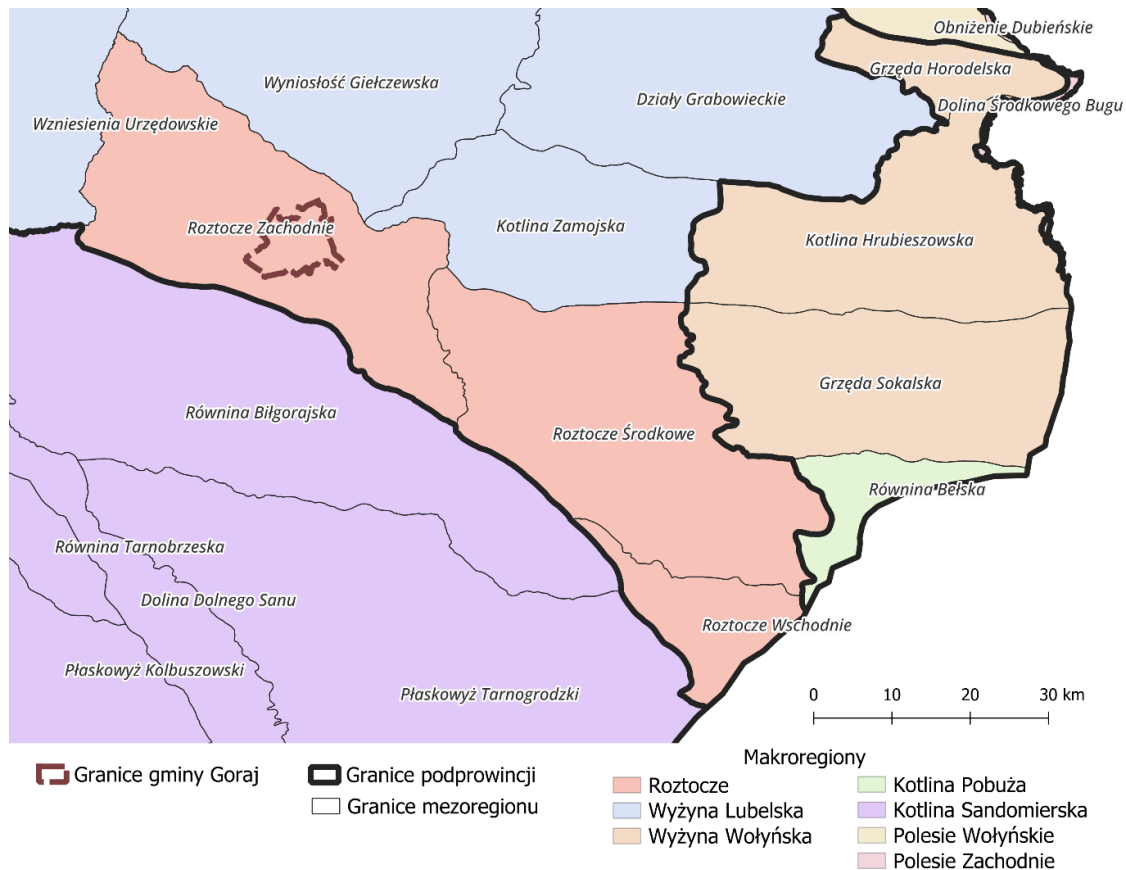 Obniżenie Dubieńskie
Grzęda Horodelska
Wyniosłość Giełczewska
Działy Grabowieckie
Dolina Środkowego Bugu
Wzniesienia Urzędowskie
Roztocze Zachodnie
Kotlina Zamojska
Kotlina Hrubieszowska
Grzęda Sokalska
Równina Biłgorajska
Roztocze Środkowe
Równina Bełska
Równina Tarnobrzeska
Dolina Dolnego Sanu
Roztocze Wschodnie
Płaskowyż Kolbuszowski
Płaskowyż Tarnogrodzki
0 10 20 30 km
Makroregiony
Granice gminy Goraj
Granice podprowincji
Granice mezoregionu
Roztocze
Wyżyna Lubelska
Wyżyna Wołyńska
Kotlina Pobuża
Kotlina Sandomierska
Polesie Wołyńskie
Polesie Zachodnie